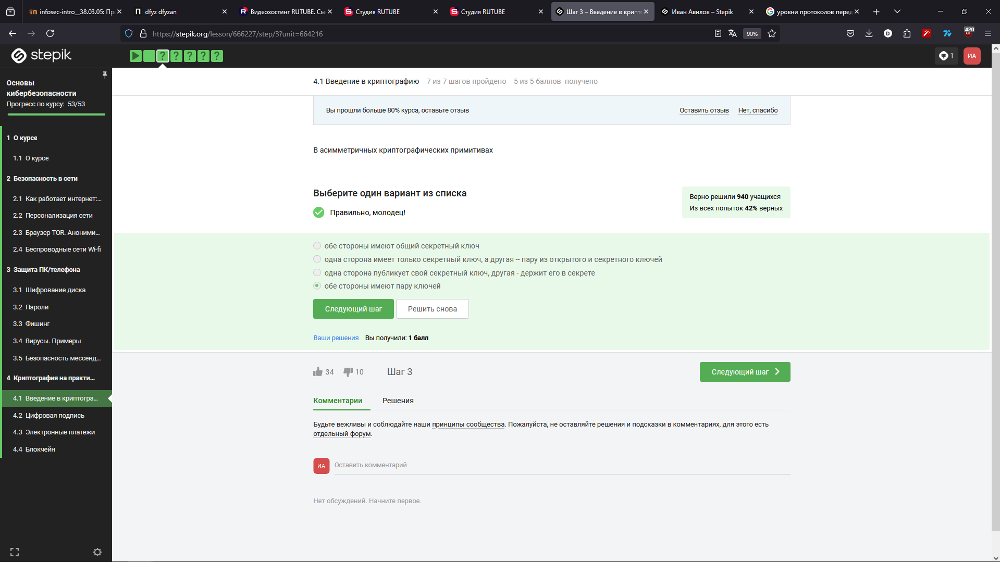 infosec-intro__38.03.05: Пр
dfyz dfyzan
Видеохостинг RUTUBE. См
Студия RUTUBE
Студия RUTUBE
Шаг 3 – Введение в крипт
Иван Авилов – Stepik
уровни протоколов перед
https://stepik.org/lesson/666227/step/3?unit=664216
90%
420
stepik
? ? ? ? ?
1
ИА
Основы
кибербезопасности
Прогресс по курсу: 53/53
1 О курсе
1.1 О курсе
2 Безопасность в сети
2.1 Как работает интернет:...
2.2 Персонализация сети
2.3 Браузер TOR. Аноними...
2.4 Беспроводные сети Wi-fi
3 Защита ПК/телефона
3.1 Шифрование диска
3.2 Пароли
3.3 Фишинг
3.4 Вирусы. Примеры
3.5 Безопасность мессенд...
4 Криптография на практи...
4.1 Введение в криптогра...
4.2 Цифровая подпись
4.3 Электронные платежи
4.4 Блокчейн
4.1 Введение в криптографию 7 из 7 шагов пройдено 5 из 5 баллов получено
Вы прошли больше 80% курса, оставьте отзыв
Оставить отзыв Нет, спасибо
В асимметричных криптографических примитивах
Выберите один вариант из списка
Правильно, молодец!
Верно решили 940 учащихся
Из всех попыток 42% верных
обе стороны имеют общий секретный ключ
одна сторона имеет только секретный ключ, а другая -- пару из открытого и секретного ключей
одна сторона публикует свой секретный ключ, другая - держит его в секрете
обе стороны имеют пару ключей
Следующий шаг
Решить снова
Ваши решения Вы получили: 1 балл
34 10 Шаг 3
Следующий шаг
Комментарии Решения
Будьте вежливы и соблюдайте наши принципы сообщества. Пожалуйста, не оставляйте решения и подсказки в комментариях, для этого есть
отдельный форум.
ИА
Оставить комментарий
Нет обсуждений. Начните первое.